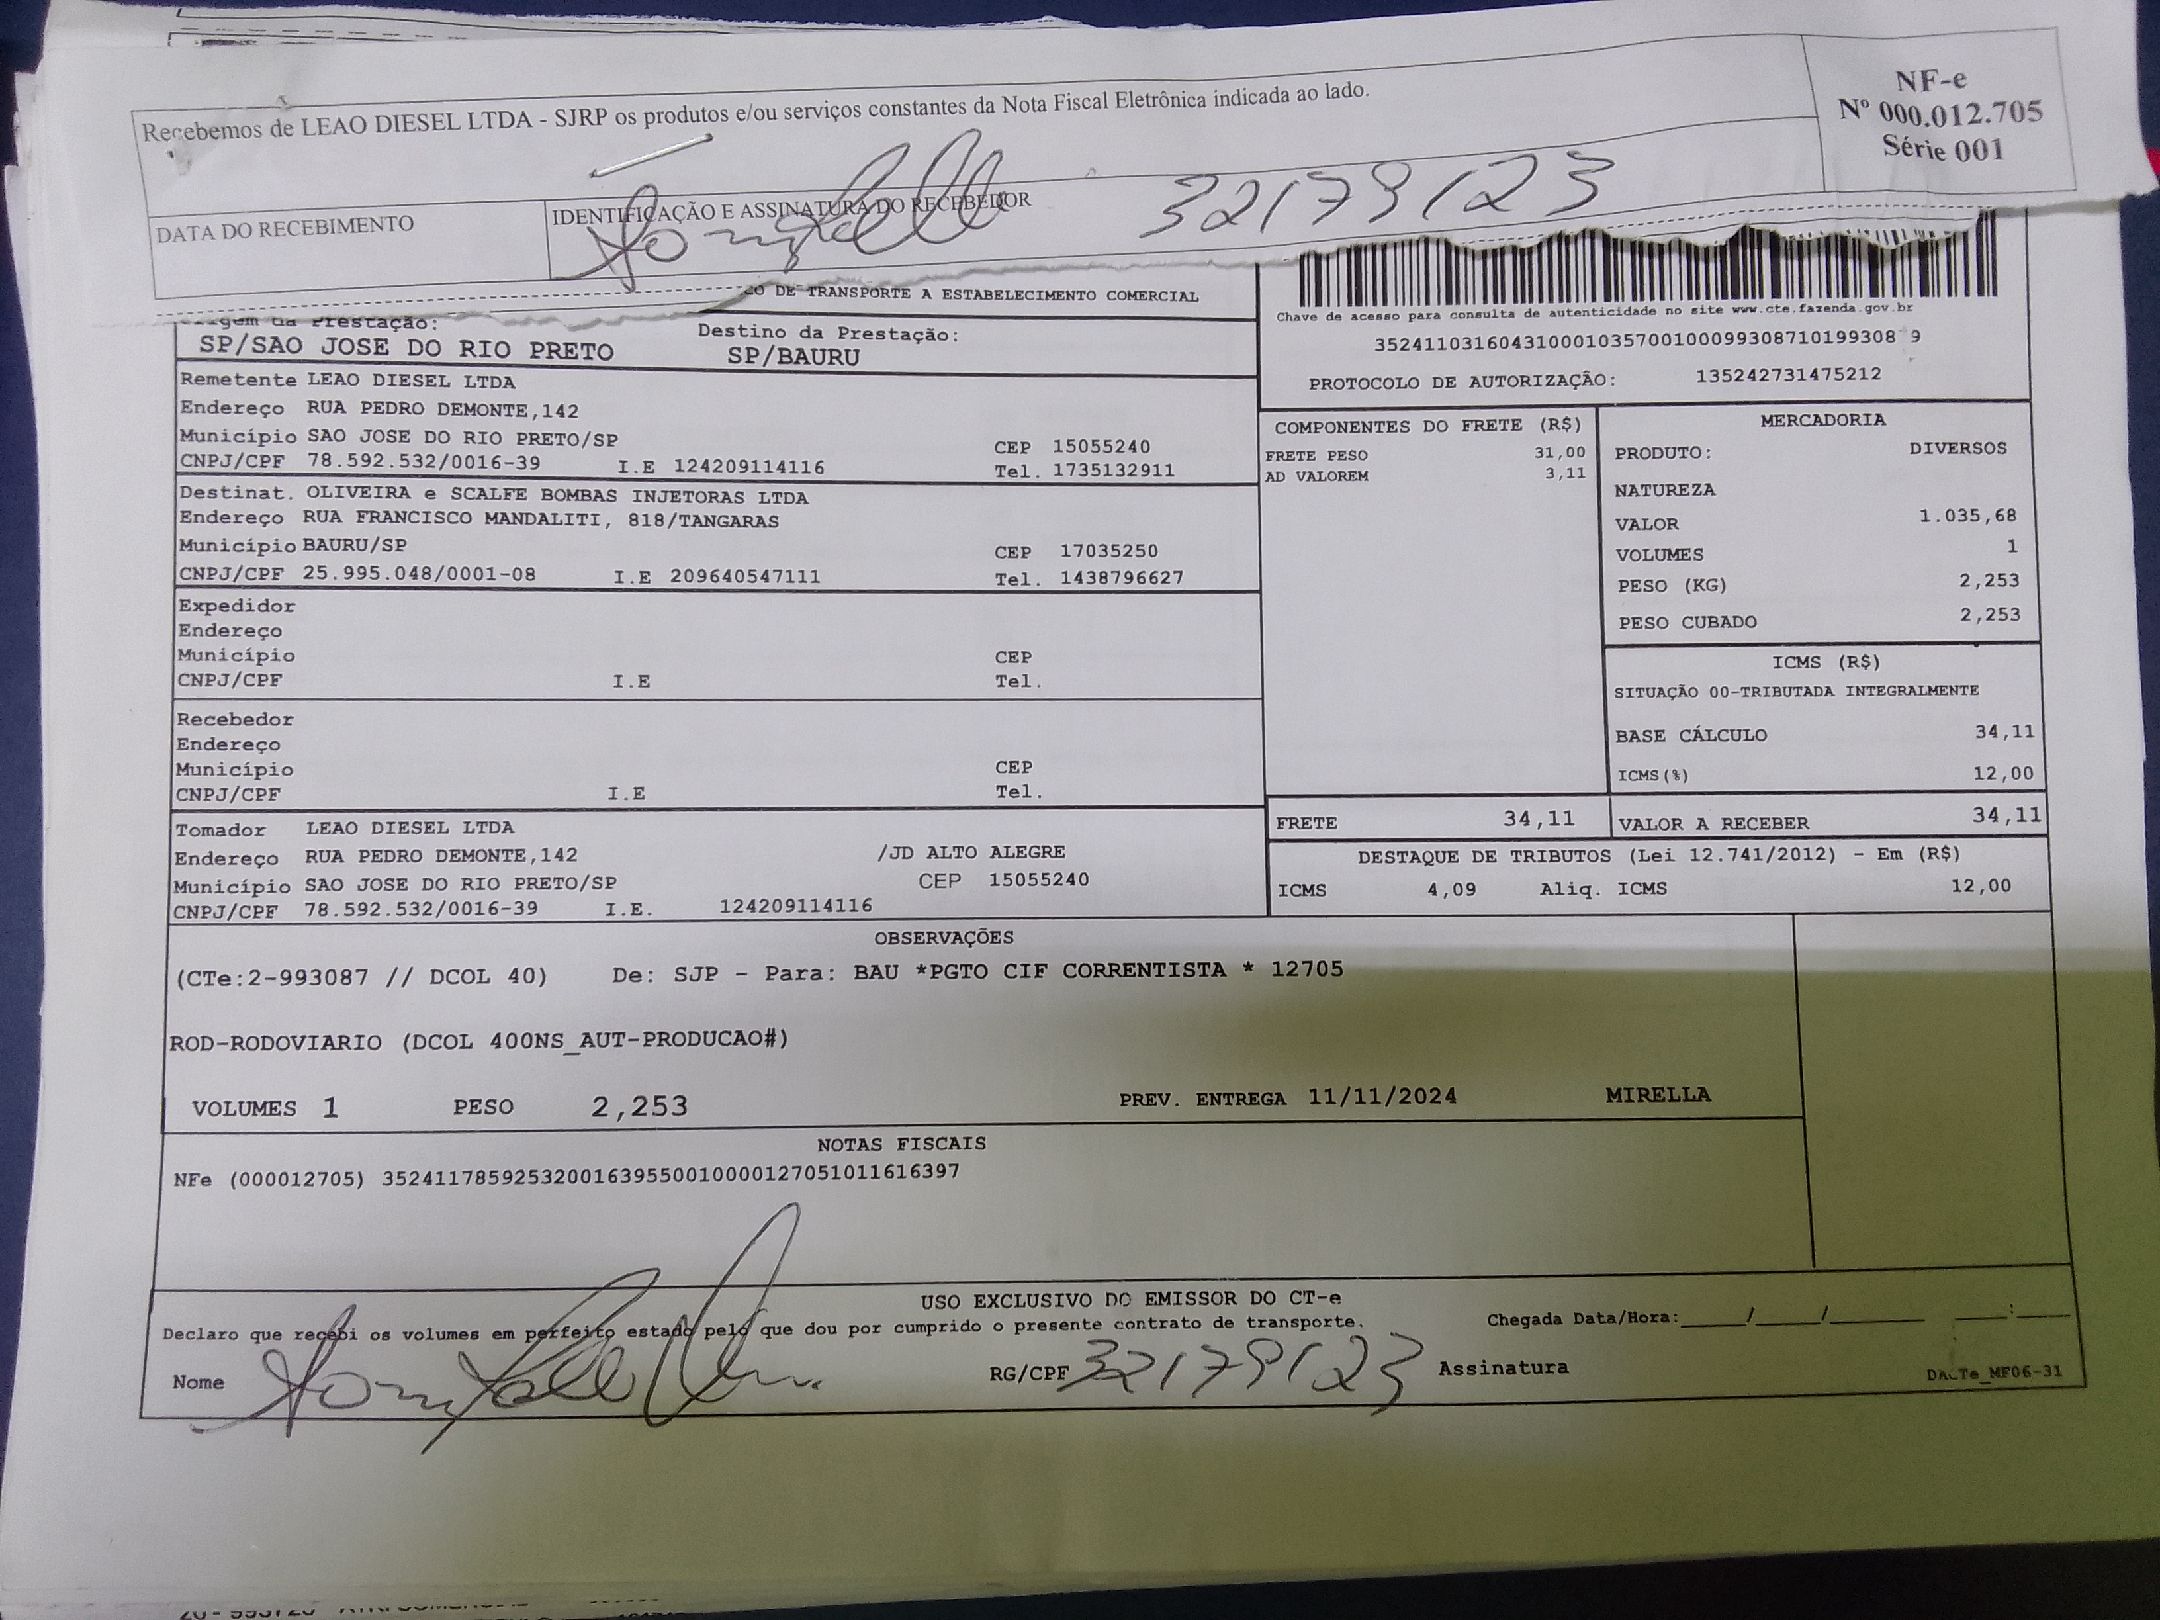 Recebemos de LEAO DIESEL LTDA - SJRP os produtos e/ou serviços constantes da Nota Fiscal Eletrônica indicada ao lado.
NF-e
Nº 000.012.705
Série 001
DATA DO RECEBIMENTO
IDENTIFICAÇÃO E ASSINATURA DO RECEBEDOR
32179123
DE TRANSPORTE A ESTABELECIMENTO COMERCIAL
Chave de acesso para consulta de autenticidade no site www.cte.fazenda.gov.br
PROTOCOLO DE AUTORIZAÇÃO: 135242731475212
da Prestação:
SP/SAO JOSE DO RIO PRETO
Destino da Prestação:
SP/BAURU
Remetente LEAO DIESEL LTDA
Endereço RUA PEDRO DEMONTE,142
Município SAO JOSE DO RIO PRETO/SP CEP 15055240
CNPJ/CPF 78.592.532/0016-39 I.E 124209114116 Tel. 1735132911
Destinat. OLIVEIRA e SCALFE BOMBAS INJETORAS LTDA
Endereço RUA FRANCISCO MANDALITI, 818/TANGARAS
Município BAURU/SP CEP 17035250
CNPJ/CPF 25.995.048/0001-08 I.E 209640547111 Tel. 1438796627
Expedidor
Endereço
Município CEP
CNPJ/CPF I.E Tel.
Recebedor
Endereço
Município CEP
CNPJ/CPF I.E Tel.
Tomador LEAO DIESEL LTDA
Endereço RUA PEDRO DEMONTE,142 /JD ALTO ALEGRE
Município SAO JOSE DO RIO PRETO/SP CEP 15055240
CNPJ/CPF 78.592.532/0016-39 I.E. 124209114116
COMPONENTES DO FRETE (R$)
FRETE PESO 31,00
AD VALOREM 3,11
MERCADORIA
PRODUTO: DIVERSOS
NATUREZA
VALOR 1.035,68
VOLUMES 1
PESO (KG) 2,253
PESO CUBADO 2,253
ICMS (R$)
SITUAÇÃO 00-TRIBUTADA INTEGRALMENTE
BASE CÁLCULO 34,11
ICMS(%) 12,00
FRETE 34,11
VALOR A RECEBER 34,11
DESTAQUE DE TRIBUTOS (Lei 12.741/2012) - Em (R$)
ICMS 4,09 Aliq. ICMS 12,00
OBSERVAÇÕES
(CTe:2-993087 // DCOL 40) De: SJP - Para: BAU *PGTO CIF CORRENTISTA * 12705
ROD-RODOVIARIO (DCOL 400NS_AUT-PRODUCAO#)
VOLUMES 1 PESO 2,253 PREV. ENTREGA 11/11/2024 MIRELLA
NOTAS FISCAIS
NFe (000012705) 35241178592532001639550010000127051011616397
USO EXCLUSIVO DO EMISSOR DO CT-e
Declaro que recebi os volumes em perfeito estado pelo que dou por cumprido o presente contrato de transporte.
Chegada Data/Hora:____/____/______ ___:___
Nome
RG/CPF 32179123
Assinatura
DACTe_MF06-31